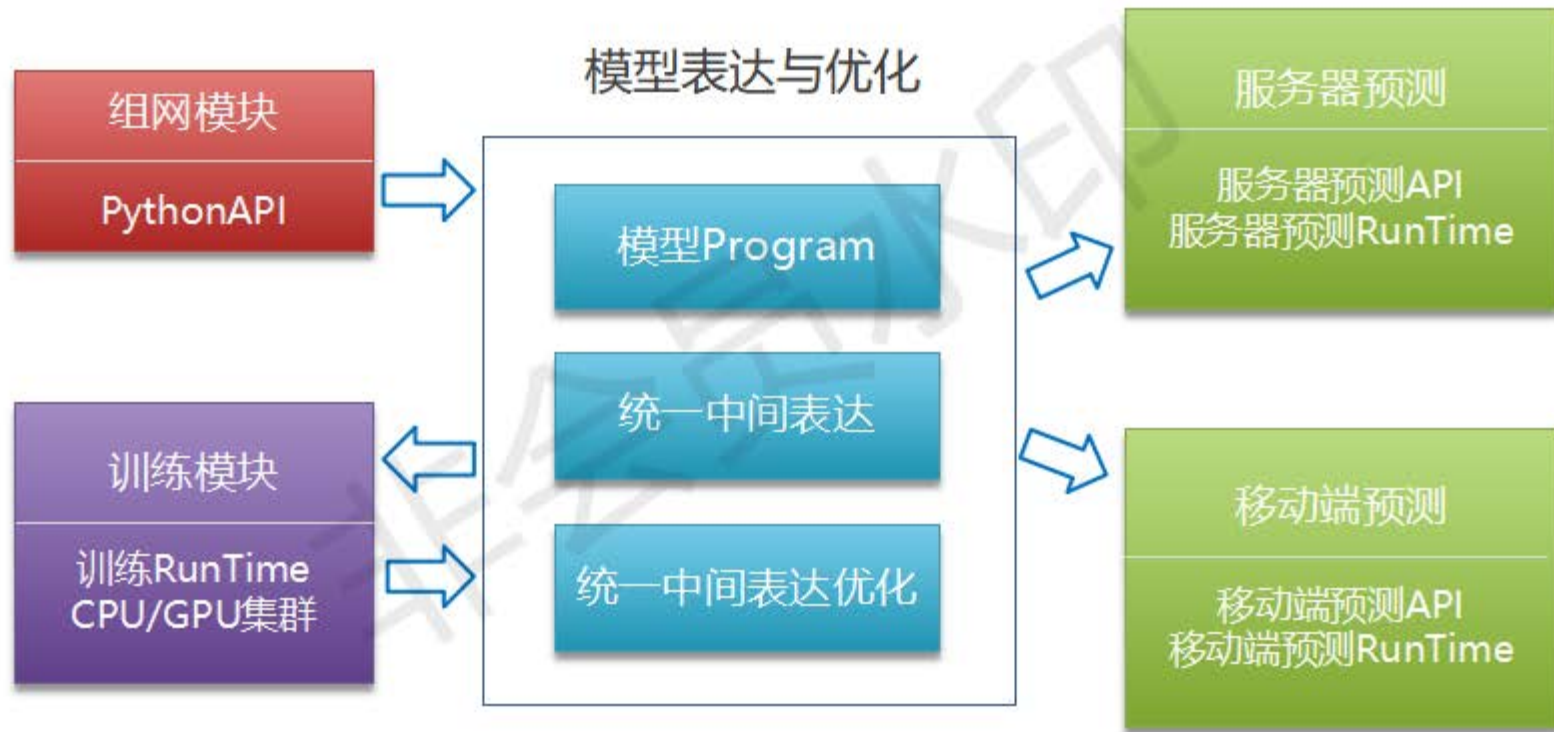 模型表达与优化
组网模块
PythonAPI
训练模块
训练RunTime
CPU/GPU集群
模型Program
统一中间表达
统一中间表达优化
服务器预测
服务器预测API
服务器预测RunTime
移动端预测
移动端预测API
移动端预测RunTime
非会员水印